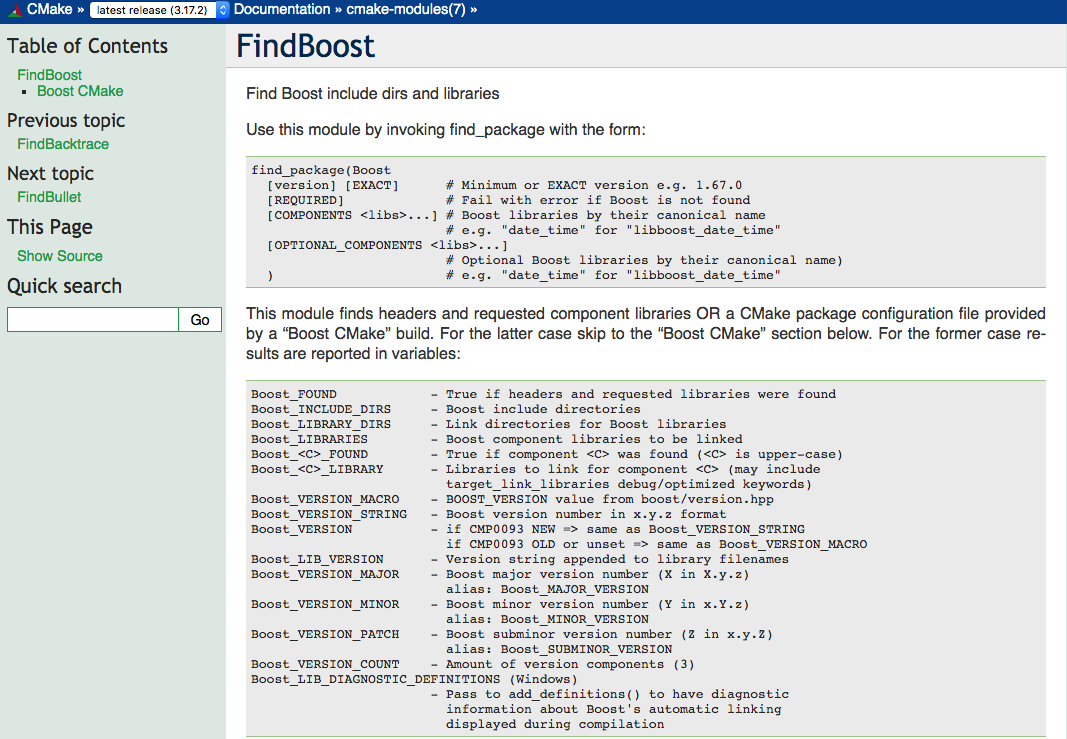 CMake » latest release (3.17.2) Documentation » cmake-modules(7) »
Table of Contents
FindBoost
Boost CMake
Previous topic
FindBacktrace
Next topic
FindBullet
This Page
Show Source
Quick search
Go
FindBoost
Find Boost include dirs and libraries
Use this module by invoking find_package with the form:
find_package(Boost
[version] [EXACT] # Minimum or EXACT version e.g. 1.67.0
[REQUIRED] # Fail with error if Boost is not found
[COMPONENTS <libs>...] # Boost libraries by their canonical name
# e.g. "date_time" for "libboost_date_time"
[OPTIONAL_COMPONENTS <libs>...]
# Optional Boost libraries by their canonical name)
) # e.g. "date_time" for "libboost_date_time"
This module finds headers and requested component libraries OR a CMake package configuration file provided
by a “Boost CMake” build. For the latter case skip to the “Boost CMake” section below. For the former case re-
sults are reported in variables:
Boost_FOUND - True if headers and requested libraries were found
Boost_INCLUDE_DIRS - Boost include directories
Boost_LIBRARY_DIRS - Link directories for Boost libraries
Boost_LIBRARIES - Boost component libraries to be linked
Boost_<C>_FOUND - True if component <C> was found (<C> is upper-case)
Boost_<C>_LIBRARY - Libraries to link for component <C> (may include
target_link_libraries debug/optimized keywords)
Boost_VERSION_MACRO - BOOST_VERSION value from boost/version.hpp
Boost_VERSION_STRING - Boost version number in x.y.z format
Boost_VERSION - if CMP0093 NEW => same as Boost_VERSION_STRING
if CMP0093 OLD or unset => same as Boost_VERSION_MACRO
Boost_LIB_VERSION - Version string appended to library filenames
Boost_VERSION_MAJOR - Boost major version number (X in X.y.z)
alias: Boost_MAJOR_VERSION
Boost_VERSION_MINOR - Boost minor version number (Y in x.Y.z)
alias: Boost_MINOR_VERSION
Boost_VERSION_PATCH - Boost subminor version number (Z in x.y.Z)
alias: Boost_SUBMINOR_VERSION
Boost_VERSION_COUNT - Amount of version components (3)
Boost_LIB_DIAGNOSTIC_DEFINITIONS (Windows)
- Pass to add_definitions() to have diagnostic
information about Boost's automatic linking
displayed during compilation